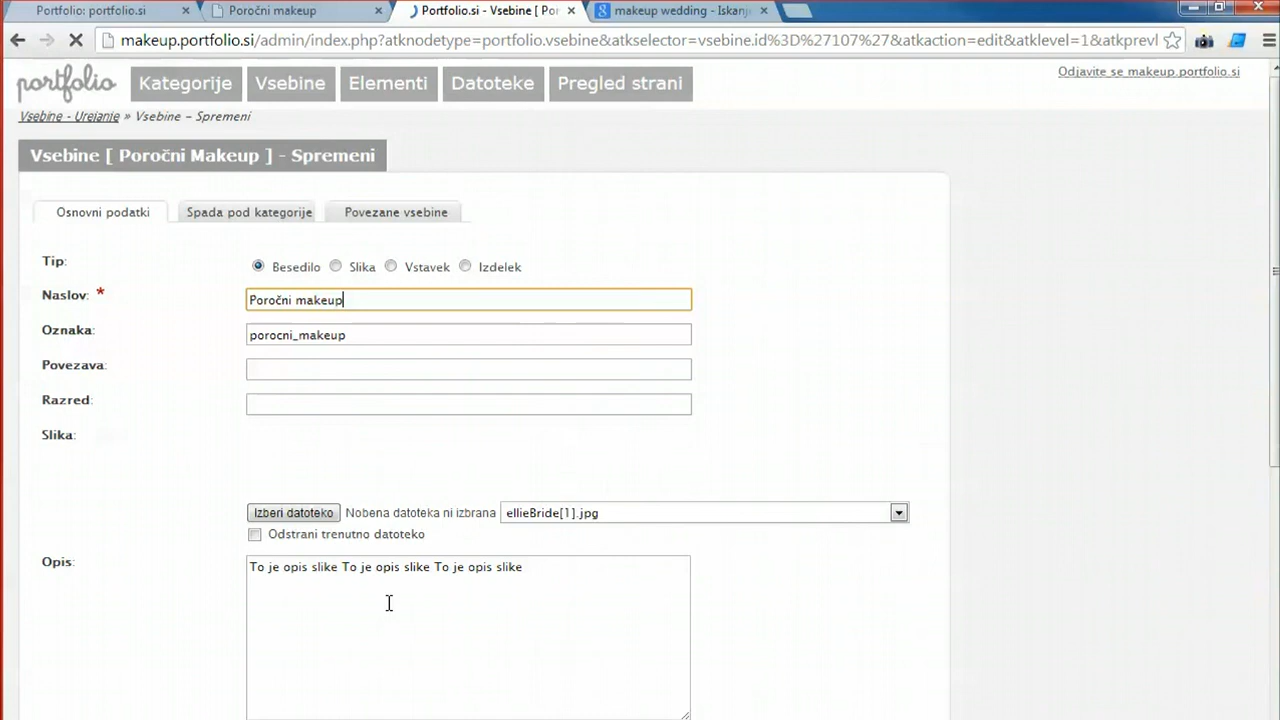 Portfolio: portfolio.si
Poročni makeup
Portfolio.si - Vsebine [ Por
makeup wedding - Iskanj
makeup.portfolio.si/admin/index.php?atknodetype=portfolio.vsebine&atkselector=vsebine.id%3D%27107%27&atkaction=edit&atklevel=1&atkprevl
portfolio
Kategorije
Vsebine
Elementi
Datoteke
Pregled strani
Odjavite se makeup.portfolio.si
Vsebine - Urejanje » Vsebine – Spremeni
Vsebine [ Poročni Makeup ] - Spremeni
Osnovni podatki
Spada pod kategorije
Povezane vsebine
Tip:
Besedilo
Slika
Vstavek
Izdelek
Naslov: *
Poročni makeup
Oznaka:
porocni_makeup
Povezava:
Razred:
Slika:
Izberi datoteko
Nobena datoteka ni izbrana
ellieBride[1].jpg
Odstrani trenutno datoteko
Opis:
To je opis slike To je opis slike To je opis slike